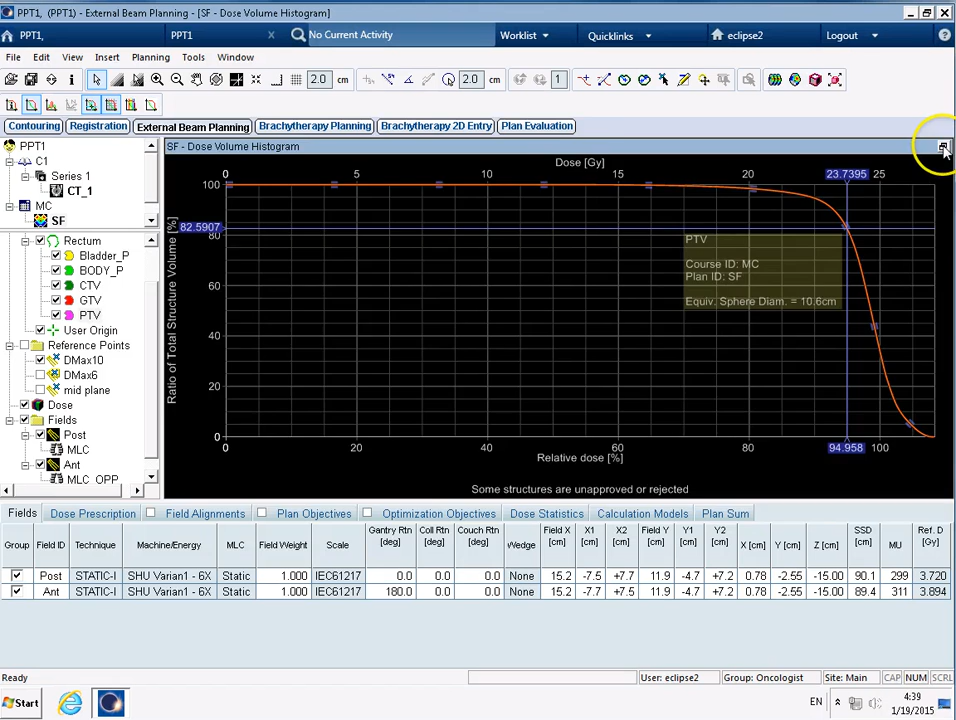 PPT1, (PPT1) - External Beam Planning - [SF - Dose Volume Histogram]
PPT1, PPT1 x No Current Activity Worklist Quicklinks eclipse2 Logout
File Edit View Insert Planning Tools Window
2.0 cm 2.0 cm 1
Contouring Registration External Beam Planning Brachytherapy Planning Brachytherapy 2D Entry Plan Evaluation
PPT1
C1
Series 1
CT_1
MC
SF
Rectum
Bladder_P
BODY_P
CTV
GTV
PTV
User Origin
Reference Points
DMax10
DMax6
mid plane
Dose
Fields
Post
MLC
Ant
MLC_OPP
SF - Dose Volume Histogram
Dose [Gy]
0 5 10 15 20 23.7395 25
100
82.5907
80
60
40
20
0
Ratio of Total Structure Volume [%]
PTV
Course ID: MC
Plan ID: SF
Equiv. Sphere Diam. = 10.6cm
0 20 40 60 80 94.958 100
Relative dose [%]
Some structures are unapproved or rejected
Fields Dose Prescription Field Alignments Plan Objectives Optimization Objectives Dose Statistics Calculation Models Plan Sum
Group Field ID Technique Machine/Energy MLC Field Weight Scale Gantry Rtn [deg] Coll Rtn [deg] Couch Rtn [deg] Wedge Field X [cm] X1 [cm] X2 [cm] Field Y [cm] Y1 [cm] Y2 [cm] X [cm] Y [cm] Z [cm] SSD [cm] MU Ref. D [Gy]
Post STATIC-I SHU Varian1 - 6X Static 1.000 IEC61217 0.0 0.0 0.0 None 15.2 -7.5 +7.7 11.9 -4.7 +7.2 0.78 -2.55 -15.00 90.1 299 3.720
Ant STATIC-I SHU Varian1 - 6X Static 1.000 IEC61217 180.0 0.0 0.0 None 15.2 -7.7 +7.5 11.9 -4.7 +7.2 0.78 -2.55 -15.00 89.4 311 3.894
Ready User: eclipse2 Group: Oncologist Site: Main CAP NUM SCRL
Start EN 4:39
1/19/2015